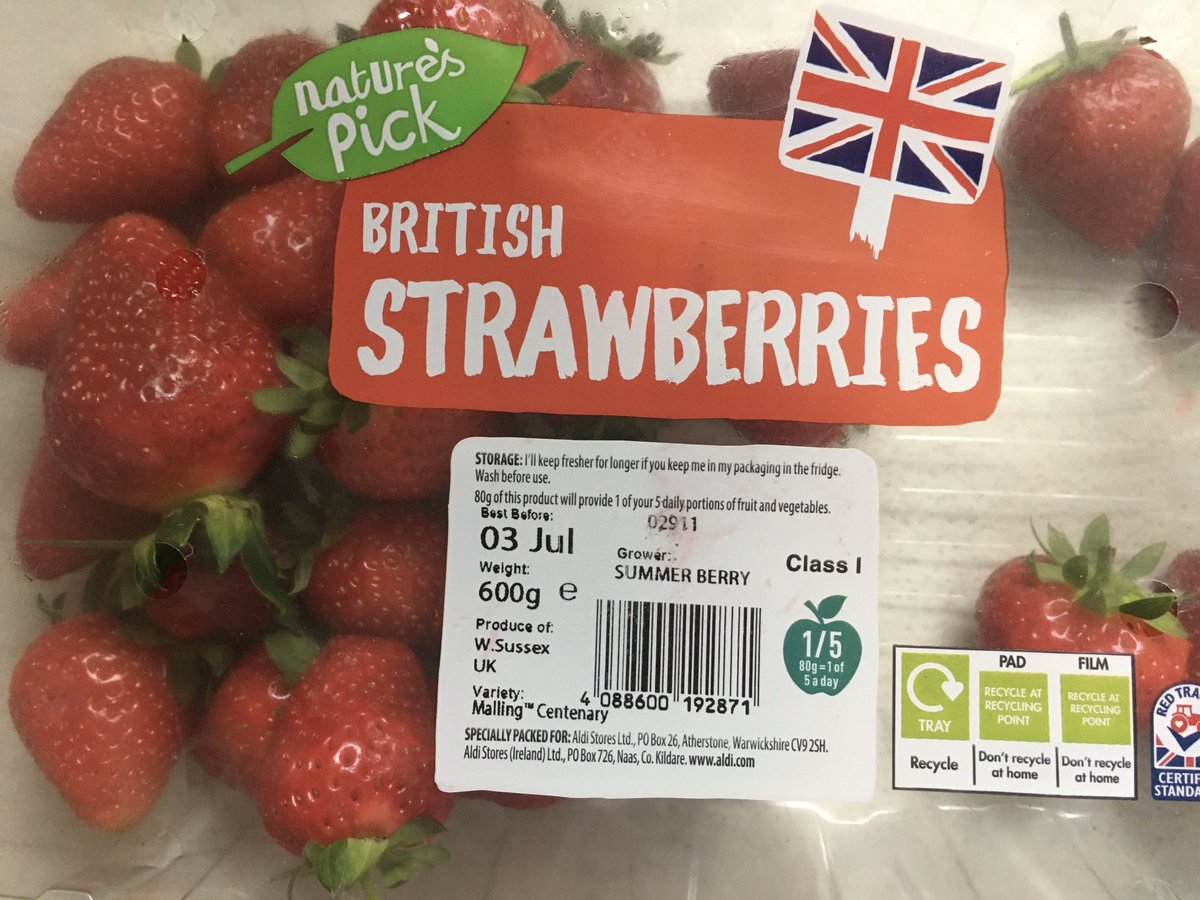 nature's
pick
BRITISH
STRAWBERRIES
STORAGE: I'll keep fresher for longer if you keep me in my packaging in the fridge.
Wash before use.
80g of this product will provide 1 of your 5 daily portions of fruit and vegetables.
Best Before:
03 Jul
02911
Weight:
600g e
Grower:
SUMMER BERRY
Class I
Produce of:
W.Sussex
UK
Variety:
Malling™ Centenary
4 088600 192871
1/5
80g=1 of
5 a day
SPECIALLY PACKED FOR: Aldi Stores Ltd., PO Box 26, Atherstone, Warwickshire CV9 2SH.
Aldi Stores (Ireland) Ltd., PO Box 726, Naas, Co. Kildare. www.aldi.com
TRAY
Recycle
PAD
RECYCLE AT
RECYCLING
POINT
Don't recycle
at home
FILM
RECYCLE AT
RECYCLING
POINT
Don't recycle
at home
RED TRA
CERTIF
STANDA